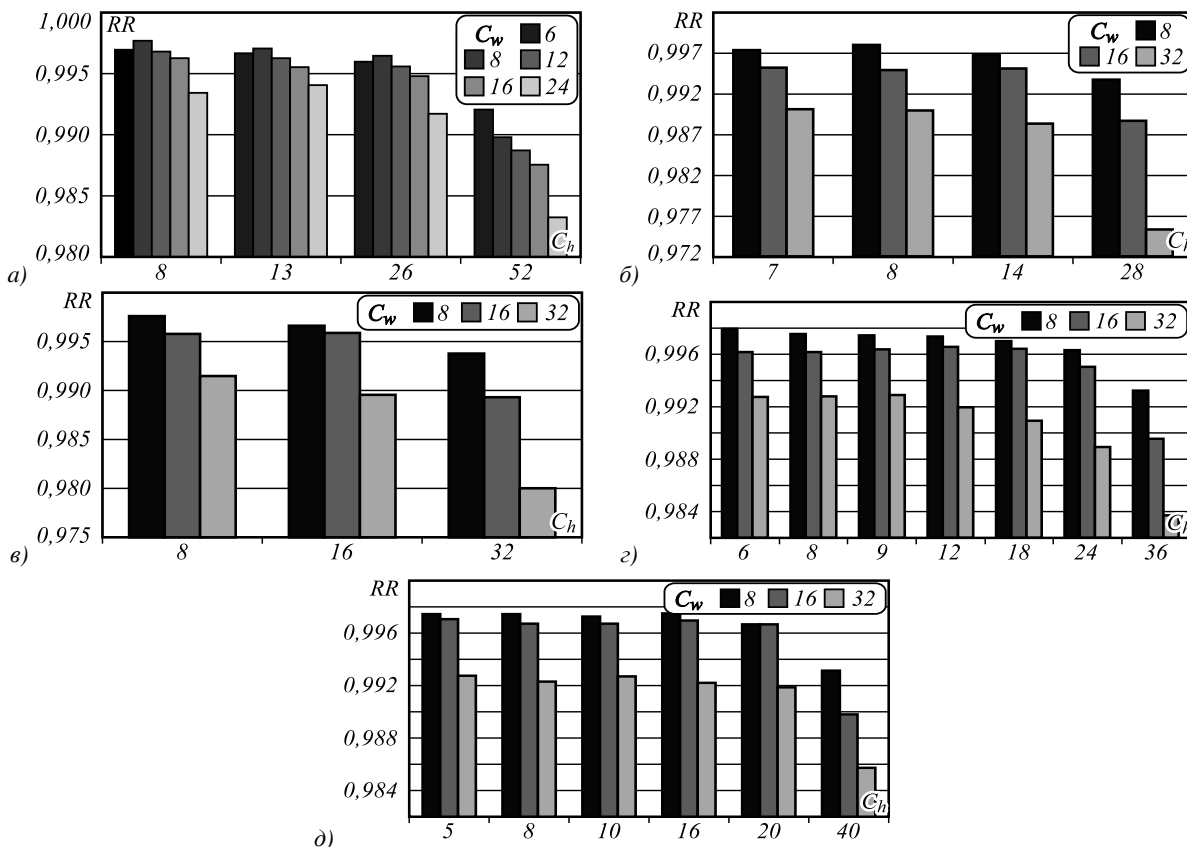 1,000 RR
0,995
0,990
0,985
0,980
C_w 6
8 12
16 24
C_h
8 13 26 52
а)
RR
0,997
0,992
0,987
0,982
0,977
0,972
C_w 8
16 32
C_h
7 8 14 28
б)
RR
0,995
0,990
0,985
0,980
0,975
C_w 8 16 32
C_h
8 16 32
в)
RR
0,996
0,992
0,988
0,984
C_w 8 16 32
C_h
6 8 9 12 18 24 36
г)
RR
0,996
0,992
0,988
0,984
C_w 8 16 32
C_h
5 8 10 16 20 40
д)